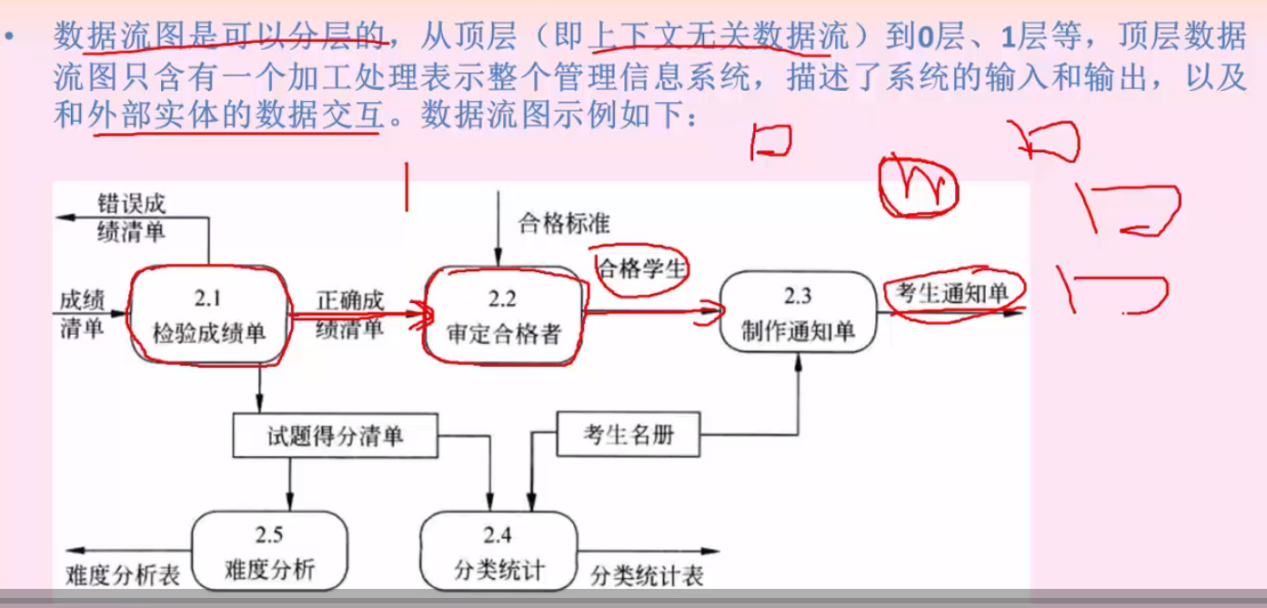 • 数据流图是可以分层的，从顶层（即上下文无关数据流）到0层、1层等，顶层数据
流图只含有一个加工处理表示整个管理信息系统，描述了系统的输入和输出，以及
和外部实体的数据交互。数据流图示例如下：
错误成
绩清单
合格标准
成绩
清单
2.1
检验成绩单
正确成
绩清单
2.2
审定合格者
合格学生
2.3
制作通知单
考生通知单
试题得分清单
考生名册
2.5
难度分析
难度分析表
2.4
分类统计
分类统计表